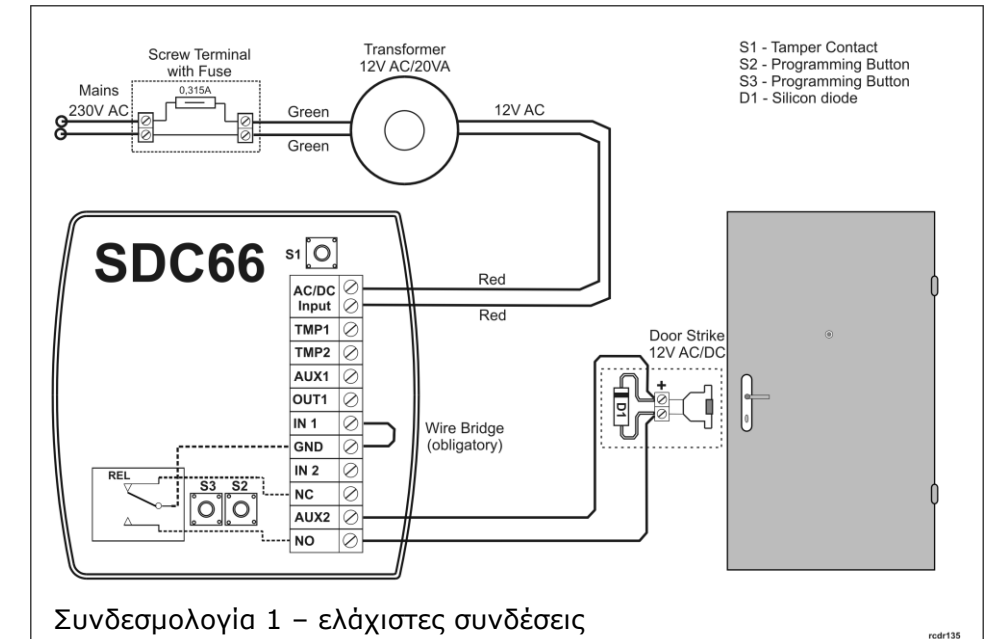 Screw Terminal
with Fuse
Mains
230V AC
0,315A
Green
Green
Transformer
12V AC/20VA
12V AC
S1 - Tamper Contact
S2 - Programming Button
S3 - Programming Button
D1 - Silicon diode
SDC66
S1
AC/DC
Input
TMP1
TMP2
AUX1
OUT1
IN 1
GND
IN 2
NC
AUX2
NO
REL
S3 S2
Red
Red
Wire Bridge
(obligatory)
Door Strike
12V AC/DC
+
D1
Συνδεσμολογία 1 – ελάχιστες συνδέσεις
rcdr135